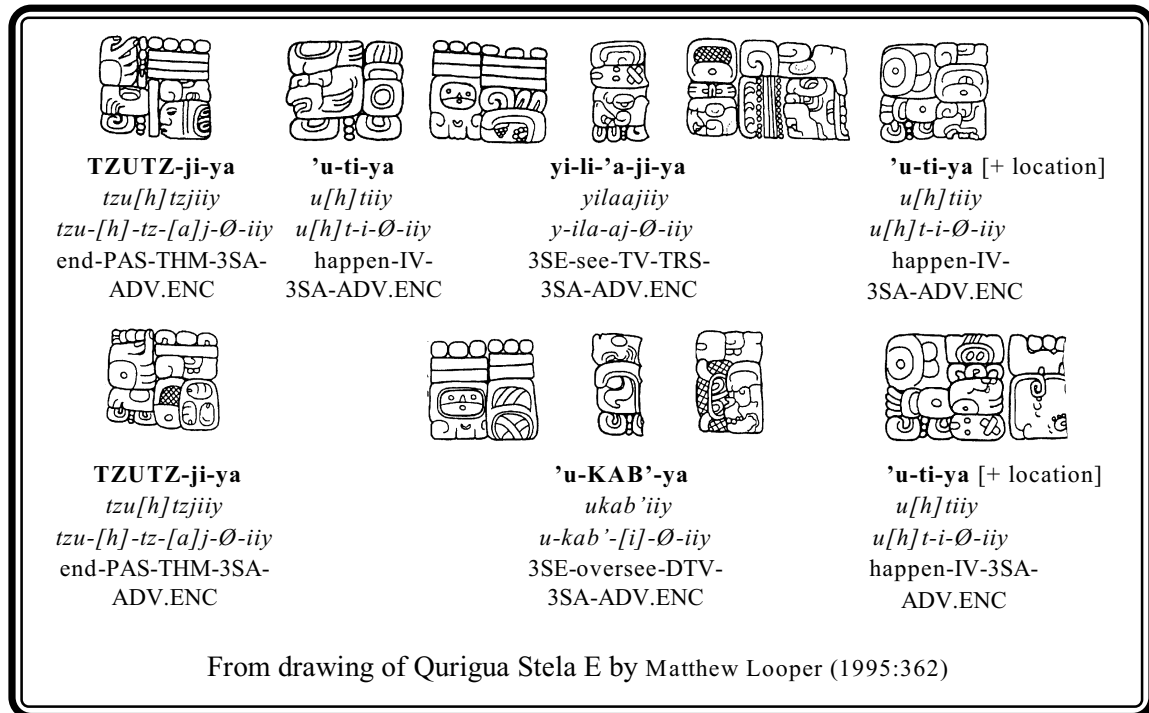 TZUTZ-ji-ya ’u-ti-ya yi-li-’a-ji-ya ’u-ti-ya [+ location]
tzu[h]tzjiiy u[h]tiiy yilaajiiy u[h]tiiy
tzu-[h]-tz-[a]j-Ø-iiy u[h]t-i-Ø-iiy y-ila-aj-Ø-iiy u[h]t-i-Ø-iiy
end-PAS-THM-3SA- happen-IV- 3SE-see-TV-TRS- happen-IV-
ADV.ENC 3SA-ADV.ENC 3SA-ADV.ENC 3SA-ADV.ENC
TZUTZ-ji-ya ’u-KAB’-ya ’u-ti-ya [+ location]
tzu[h]tzjiiy ukab’iiy u[h]tiiy
tzu-[h]-tz-[a]j-Ø-iiy u-kab’-[i]-Ø-iiy u[h]t-i-Ø-iiy
end-PAS-THM-3SA- 3SE-oversee-DTV- happen-IV-3SA-
ADV.ENC 3SA-ADV.ENC ADV.ENC
From drawing of Qurigua Stela E by Matthew Looper (1995:362)